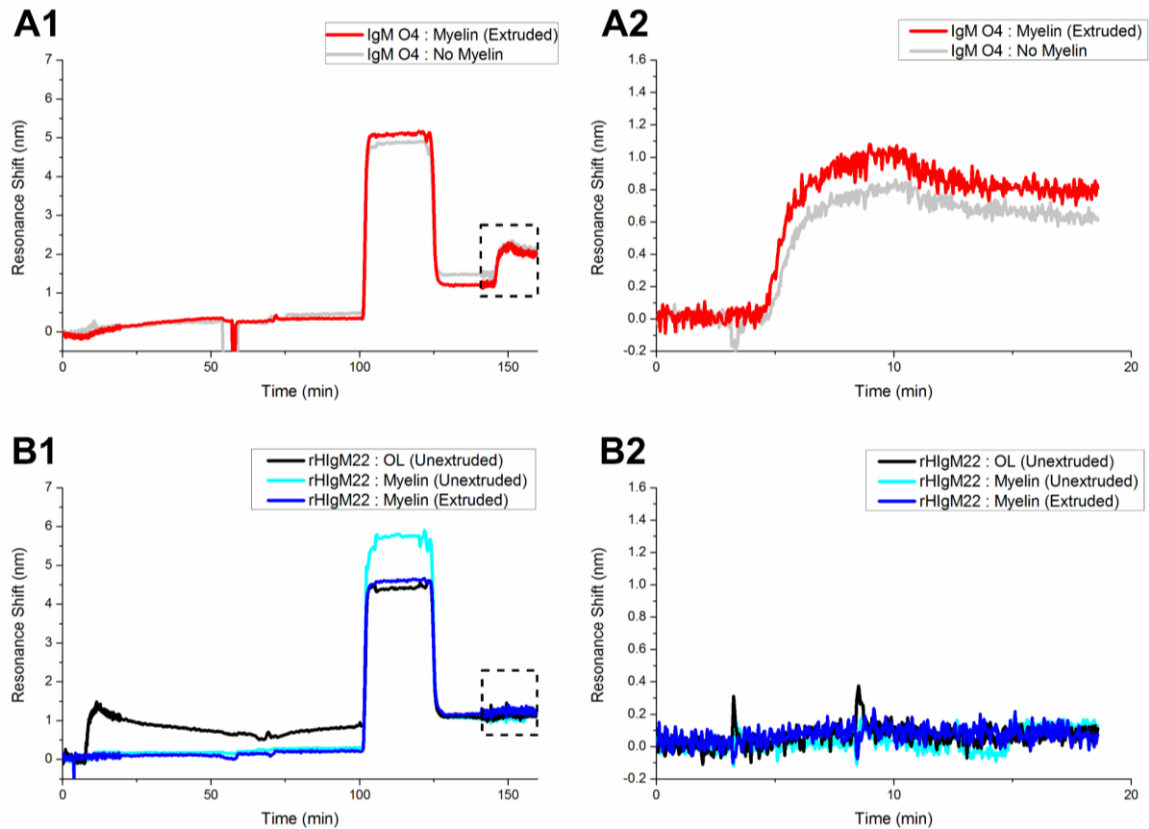 A1
IgM O4 : Myelin (Extruded)
IgM O4 : No Myelin
6
5
4
3
2
1
0
Resonance Shift (nm)
0 50 100 150
Time (min)
A2
IgM O4 : Myelin (Extruded)
IgM O4 : No Myelin
1.6
1.4
1.2
1.0
0.8
0.6
0.4
0.2
0.0
-0.2
Resonance Shift (nm)
0 10 20
Time (min)
B1
rHIgM22 : OL (Unextruded)
rHIgM22 : Myelin (Unextruded)
rHIgM22 : Myelin (Extruded)
7
6
5
4
3
2
1
0
Resonance Shift (nm)
0 50 100 150
Time (min)
B2
rHIgM22 : OL (Unextruded)
rHIgM22 : Myelin (Unextruded)
rHIgM22 : Myelin (Extruded)
1.6
1.4
1.2
1.0
0.8
0.6
0.4
0.2
0.0
-0.2
Resonance Shift (nm)
0 10 20
Time (min)